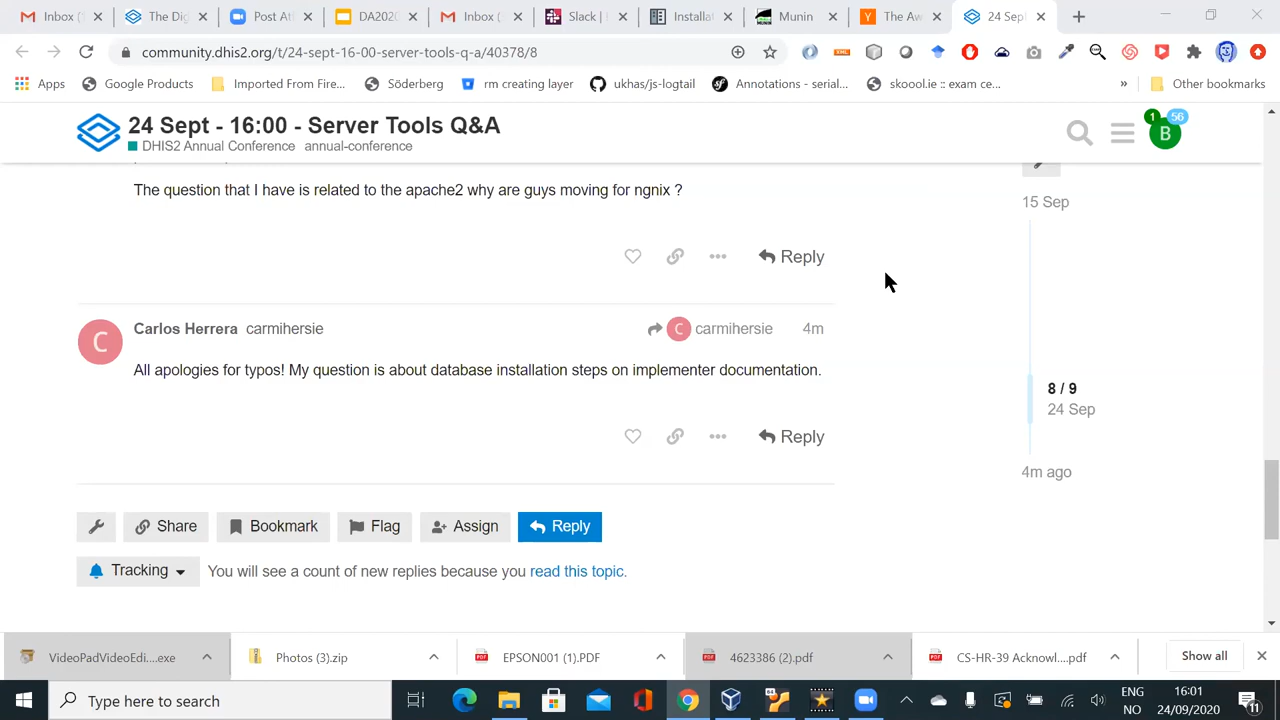 Inbox (
The Dig
Post At
DA2020
Inbox (
Slack |
Installa
Munin
The Aw
24 Sep
community.dhis2.org/t/24-sept-16-00-server-tools-q-a/40378/8
Apps
Google Products
Imported From Fire...
Söderberg
rm creating layer
ukhas/js-logtail
Annotations - serial...
skoool.ie :: exam ce...
»
Other bookmarks
24 Sept - 16:00 - Server Tools Q&A
DHIS2 Annual Conference annual-conference
1
56
B
The question that I have is related to the apache2 why are guys moving for ngnix ?
15 Sep
Reply
Carlos Herrera carmihersie
C carmihersie 4m
C
All apologies for typos! My question is about database installation steps on implementer documentation.
8 / 9
24 Sep
Reply
4m ago
Share
Bookmark
Flag
Assign
Reply
Tracking
You will see a count of new replies because you read this topic.
VideoPadVideoEdi....exe
Photos (3).zip
EPSON001 (1).PDF
4623386 (2).pdf
CS-HR-39 Acknowl....pdf
Show all
Type here to search
ENG
NO
16:01
24/09/2020
11